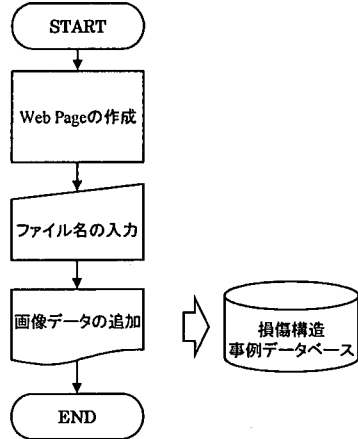 START
Web Pageの作成
ファイル名の入力
画像データの追加
損傷構造
事例データベース
END